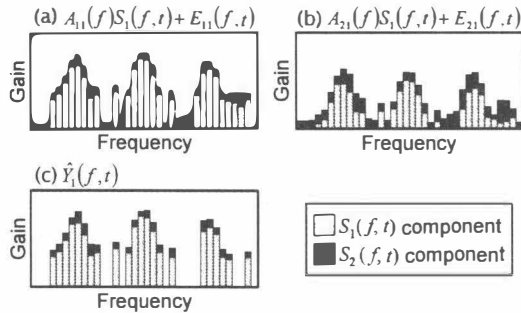 (a) A₁₁(f)S₁(f,t) + E₁₁(f,t)
Gain
Frequency
(b) A₂₁(f)S₁(f,t) + E₂₁(f,t)
Gain
Frequency
(c) Ŷ₁(f,t)
Gain
Frequency
S₁(f,t) component
S₂(f,t) component